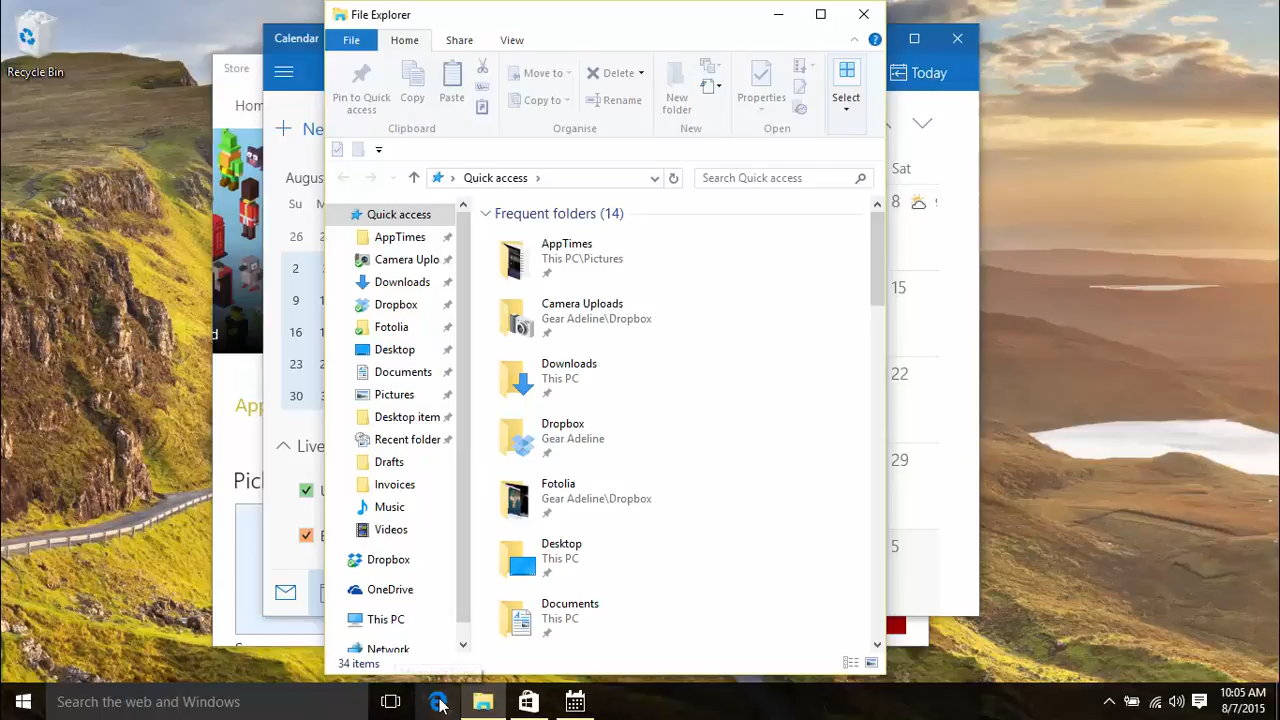 Recycle Bin
Store
Hom
d
App
Pic
Calendar
Today
Ne
August
Su
26
2
9
16
23
30
Live
Sat
8
15
22
29
5
File Explorer
File
Home
Share
View
Pin to Quick access
Copy
Paste
Clipboard
Move to
Copy to
Delete
Rename
Organise
New folder
New
Properties
Open
Select
Quick access
Search Quick access
Quick access
AppTimes
Camera Uplo
Downloads
Dropbox
Fotolia
Desktop
Documents
Pictures
Desktop item
Recent folder
Drafts
Invoices
Music
Videos
Dropbox
OneDrive
This PC
Network
Frequent folders (14)
AppTimes
This PC\Pictures
Camera Uploads
Gear Adeline\Dropbox
Downloads
This PC
Dropbox
Gear Adeline
Fotolia
Gear Adeline\Dropbox
Desktop
This PC
Documents
This PC
34 items
Search the web and Windows
10:05 AM
8/7/2015